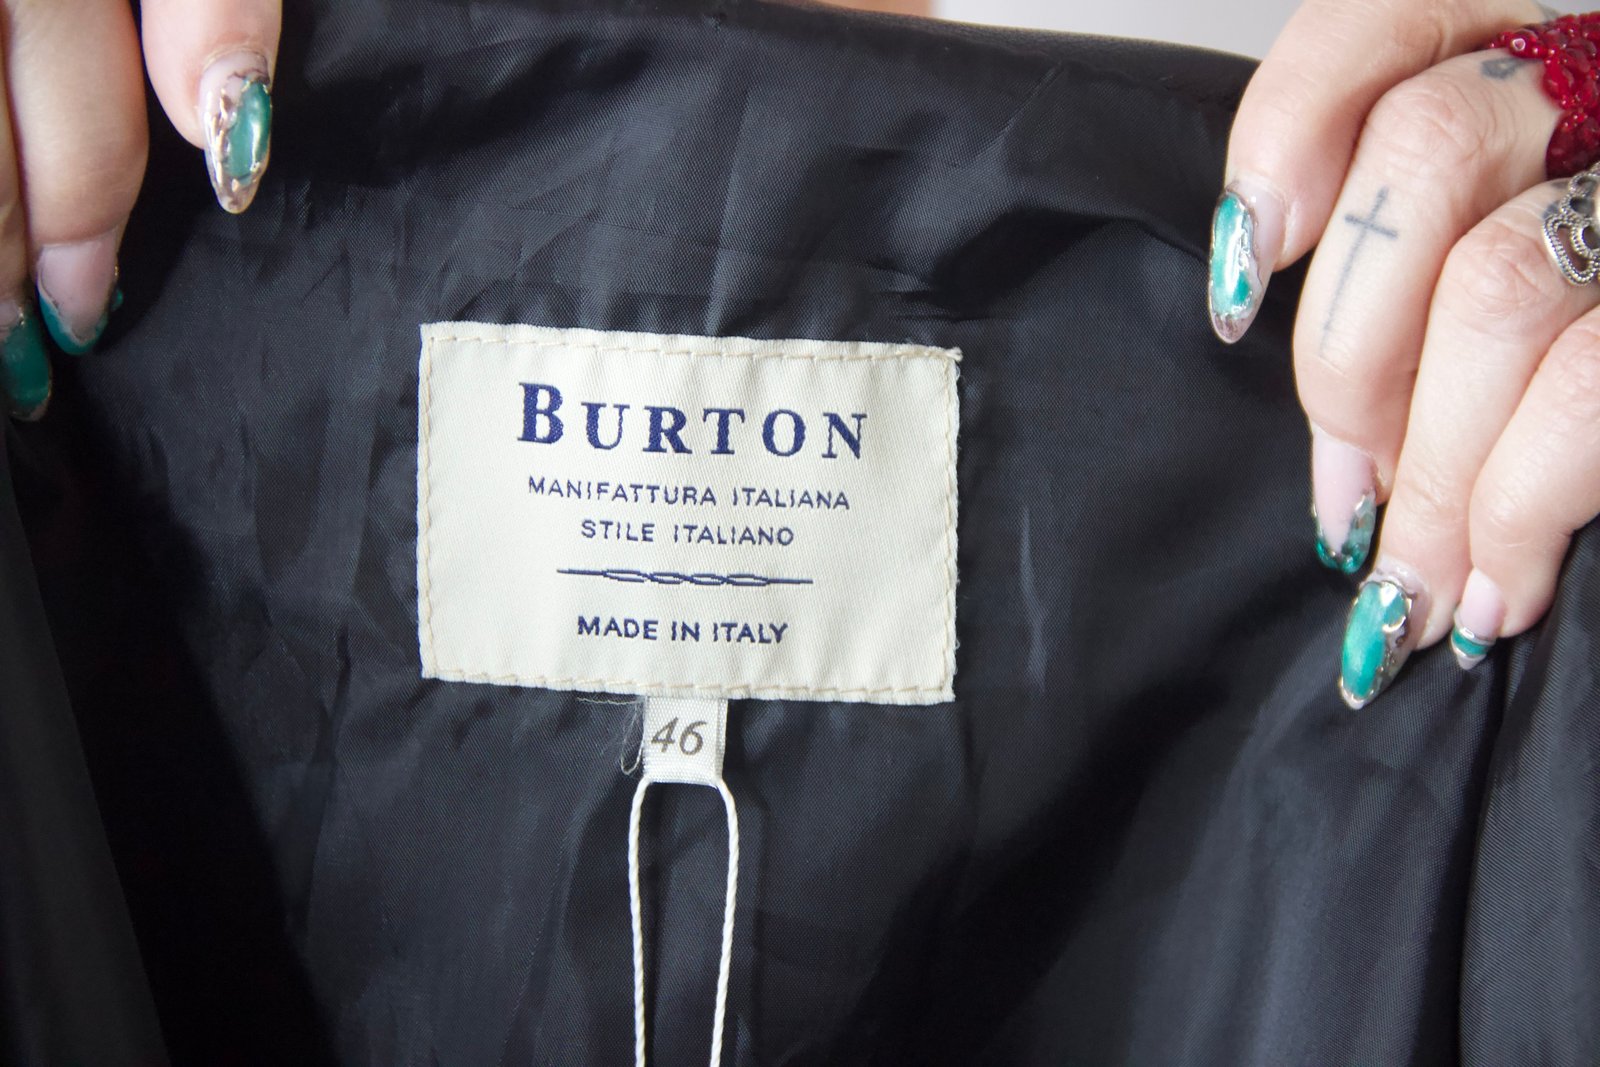 BURTON
MANIFATTURA ITALIANA
STILE ITALIANO
MADE IN ITALY
46